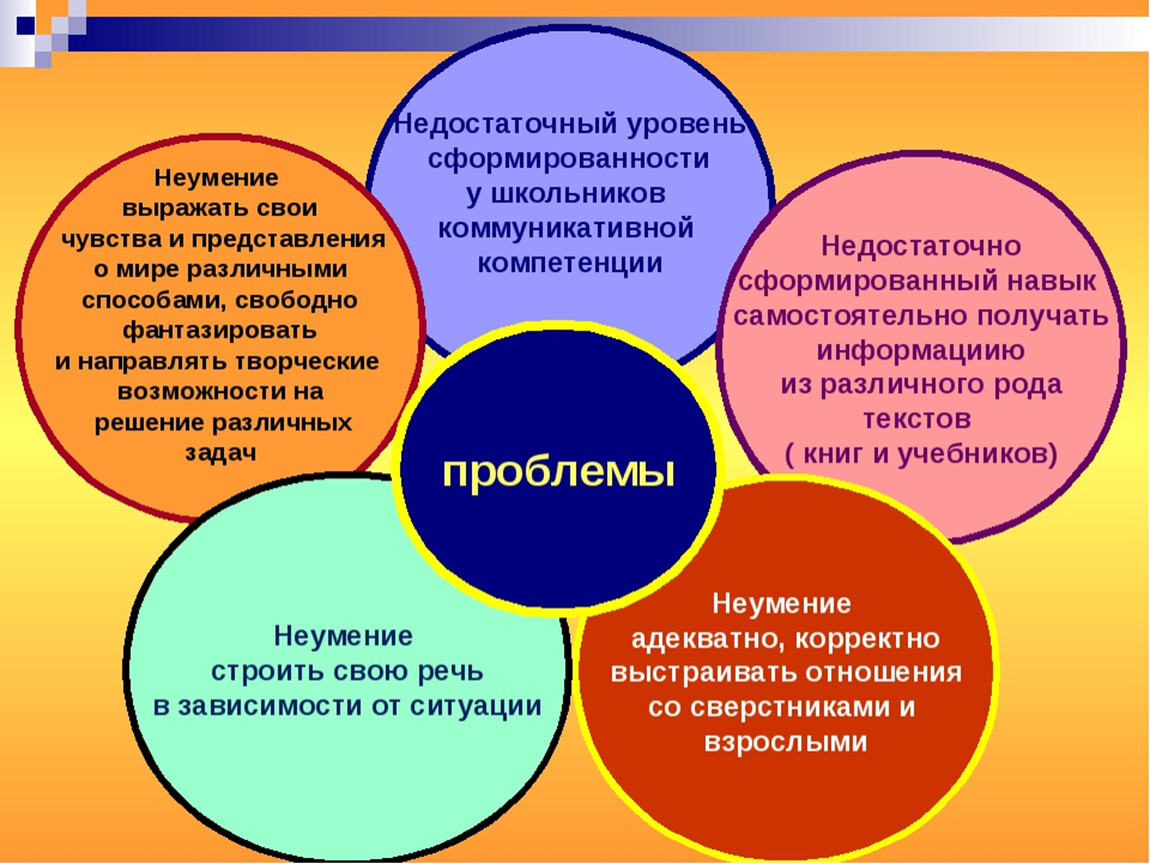 Недостаточный уровень
сформированности
у школьников
коммуникативной
компетенции
Неумение
выражать свои
чувства и представления
о мире различными
способами, свободно
фантазировать
и направлять творческие
возможности на
решение различных
задач
Недостаточно
сформированный навык
самостоятельно получать
информациию
из различного рода
текстов
( книг и учебников)
проблемы
Неумение
строить свою речь
в зависимости от ситуации
Неумение
адекватно, корректно
выстраивать отношения
со сверстниками и
взрослыми